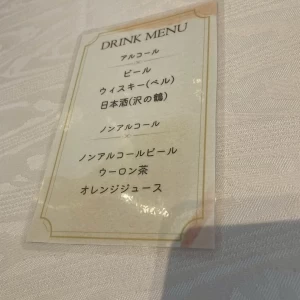 DRINK MENU
アルコール
ビール
ウィスキー(ベル)
日本酒(沢の鶴)
ノンアルコール
ノンアルコールビール
ウーロン茶
オレンジジュース